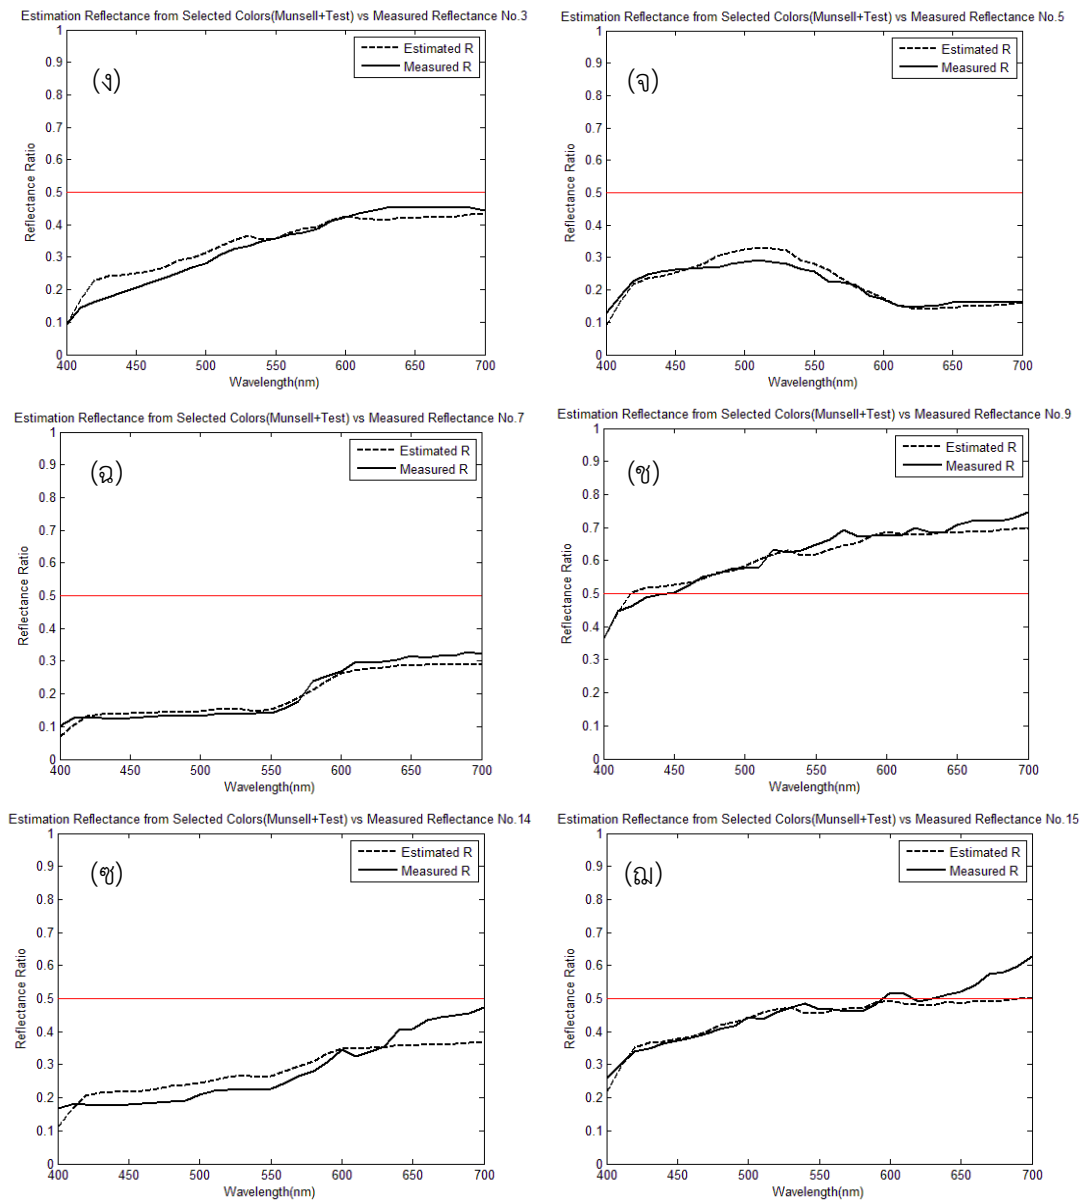 Estimation Reflectance from Selected Colors(Munsell+Test) vs Measured Reflectance No.3
1
0.9
0.8
0.7
0.6
0.5
0.4
0.3
0.2
0.1
0
Reflectance Ratio
(ง)
Estimated R
Measured R
400 450 500 550 600 650 700
Wavelength(nm)
Estimation Reflectance from Selected Colors(Munsell+Test) vs Measured Reflectance No.5
1
0.9
0.8
0.7
0.6
0.5
0.4
0.3
0.2
0.1
0
Reflectance Ratio
(จ)
Estimated R
Measured R
400 450 500 550 600 650 700
Wavelength(nm)
Estimation Reflectance from Selected Colors(Munsell+Test) vs Measured Reflectance No.7
1
0.9
0.8
0.7
0.6
0.5
0.4
0.3
0.2
0.1
0
Reflectance Ratio
(ฉ)
Estimated R
Measured R
400 450 500 550 600 650 700
Wavelength(nm)
Estimation Reflectance from Selected Colors(Munsell+Test) vs Measured Reflectance No.9
1
0.9
0.8
0.7
0.6
0.5
0.4
0.3
0.2
0.1
0
Reflectance Ratio
(ช)
Estimated R
Measured R
400 450 500 550 600 650 700
Wavelength(nm)
Estimation Reflectance from Selected Colors(Munsell+Test) vs Measured Reflectance No.14
1
0.9
0.8
0.7
0.6
0.5
0.4
0.3
0.2
0.1
0
Reflectance Ratio
(ซ)
Estimated R
Measured R
400 450 500 550 600 650 700
Wavelength(nm)
Estimation Reflectance from Selected Colors(Munsell+Test) vs Measured Reflectance No.15
1
0.9
0.8
0.7
0.6
0.5
0.4
0.3
0.2
0.1
0
Reflectance Ratio
(ฌ)
Estimated R
Measured R
400 450 500 550 600 650 700
Wavelength(nm)